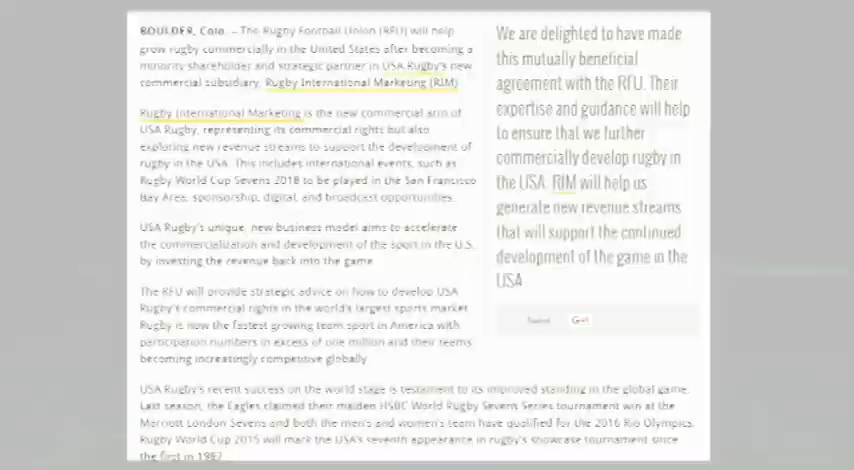 BOULDER, Colo. – The Rugby Football Union (RFU) will help
grow rugby commercially in the United States after becoming a
minority shareholder and strategic partner in USA Rugby's new
commercial subsidiary, Rugby International Marketing (RIM).
Rugby International Marketing is the new commercial arm of
USA Rugby, representing its commercial rights but also
exploring new revenue streams to support the development of
rugby in the USA. This includes international events, such as
Rugby World Cup Sevens 2018 to be played in the San Francisco
Bay Area, sponsorship, digital, and broadcast opportunities.
USA Rugby's unique, new business model aims to accelerate
the commercialization and development of the sport in the U.S.
by investing the revenue back into the game.
The RFU will provide strategic advice on how to develop USA
Rugby's commercial rights in the world's largest sports market.
Rugby is now the fastest growing team sport in America with
participation numbers in excess of one million and their teams
becoming increasingly competitive globally.
USA Rugby's recent success on the world stage is testament to its improved standing in the global game.
Last season, the Eagles claimed their maiden HSBC World Rugby Sevens Series tournament win at the
Marriott London Sevens and both the men's and women's team have qualified for the 2016 Rio Olympics.
Rugby World Cup 2015 will mark the USA's seventh appearance in rugby's showcase tournament since
the first in 1987.
We are delighted to have made
this mutually beneficial
agreement with the RFU. Their
expertise and guidance will help
to ensure that we further
commercially develop rugby in
the USA. RIM will help us
generate new revenue streams
that will support the continued
development of the game in the
USA
Tweet
G+1